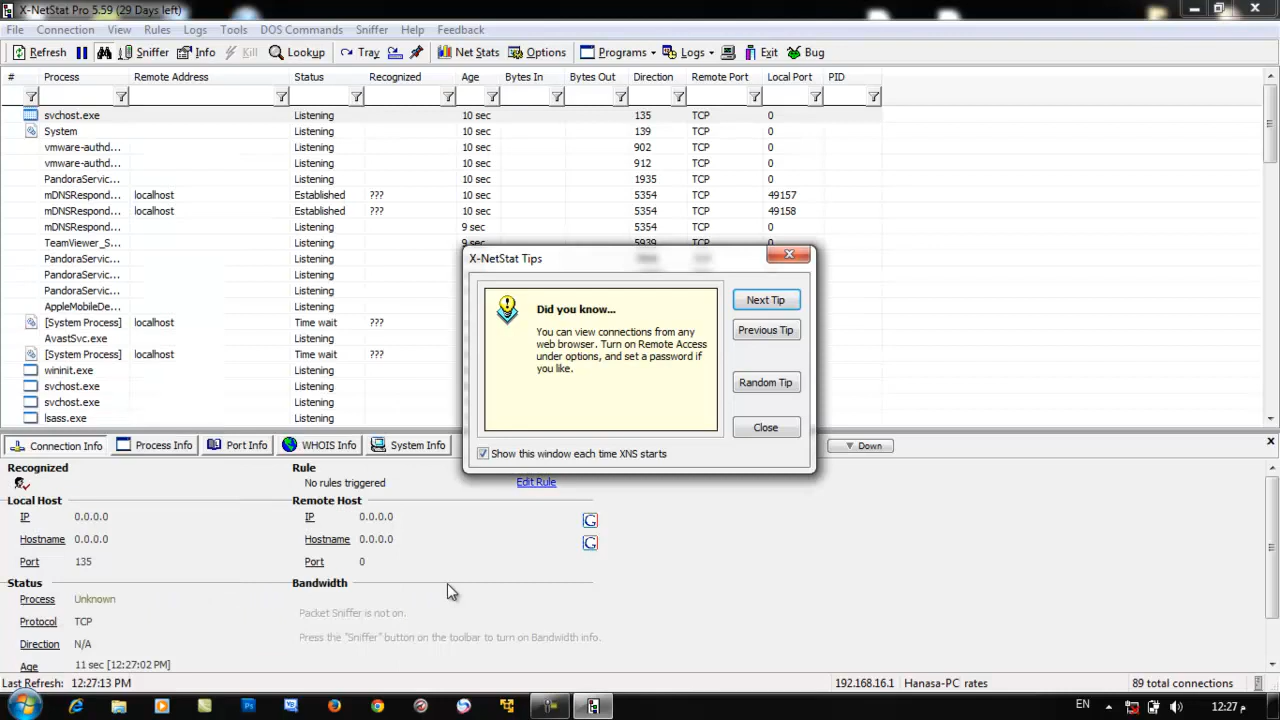 X-NetStat Pro 5.59 (29 Days left)
File Connection View Rules Logs Tools DOS Commands Sniffer Help Feedback
Refresh Sniffer Info Kill Lookup Tray Net Stats Options Programs Logs Exit Bug
# Process Remote Address Status Recognized Age Bytes In Bytes Out Direction Remote Port Local Port PID
svchost.exe Listening 10 sec 135 TCP 0
System Listening 10 sec 139 TCP 0
vmware-authd... Listening 10 sec 902 TCP 0
vmware-authd... Listening 10 sec 912 TCP 0
PandoraServic... Listening 10 sec 1935 TCP 0
mDNSRespond... localhost Established ??? 10 sec 5354 TCP 49157
mDNSRespond... localhost Established ??? 10 sec 5354 TCP 49158
mDNSRespond... Listening 9 sec 5354 TCP 0
TeamViewer_S... Listening 9 sec 5939 TCP 0
PandoraServic... Listening
PandoraServic... Listening
PandoraServic... Listening
AppleMobileDe... Listening
[System Process] localhost Time wait ???
AvastSvc.exe Listening
[System Process] localhost Time wait ???
wininit.exe Listening
svchost.exe Listening
svchost.exe Listening
lsass.exe Listening
X-NetStat Tips
Did you know...
You can view connections from any
web browser. Turn on Remote Access
under options, and set a password if
you like.
Next Tip
Previous Tip
Random Tip
Close
Show this window each time XNS starts
Connection Info Process Info Port Info WHOIS Info System Info Down
Recognized Rule
No rules triggered Edit Rule
Local Host Remote Host
IP 0.0.0.0 IP 0.0.0.0
Hostname 0.0.0.0 Hostname 0.0.0.0
Port 135 Port 0
Status Bandwidth
Process Unknown
Packet Sniffer is not on.
Protocol TCP
Press the "Sniffer" button on the toolbar to turn on Bandwidth info.
Direction N/A
Age 11 sec [12:27:02 PM]
Last Refresh: 12:27:13 PM 192.168.16.1 Hanasa-PC rates 89 total connections
EN 12:27 م